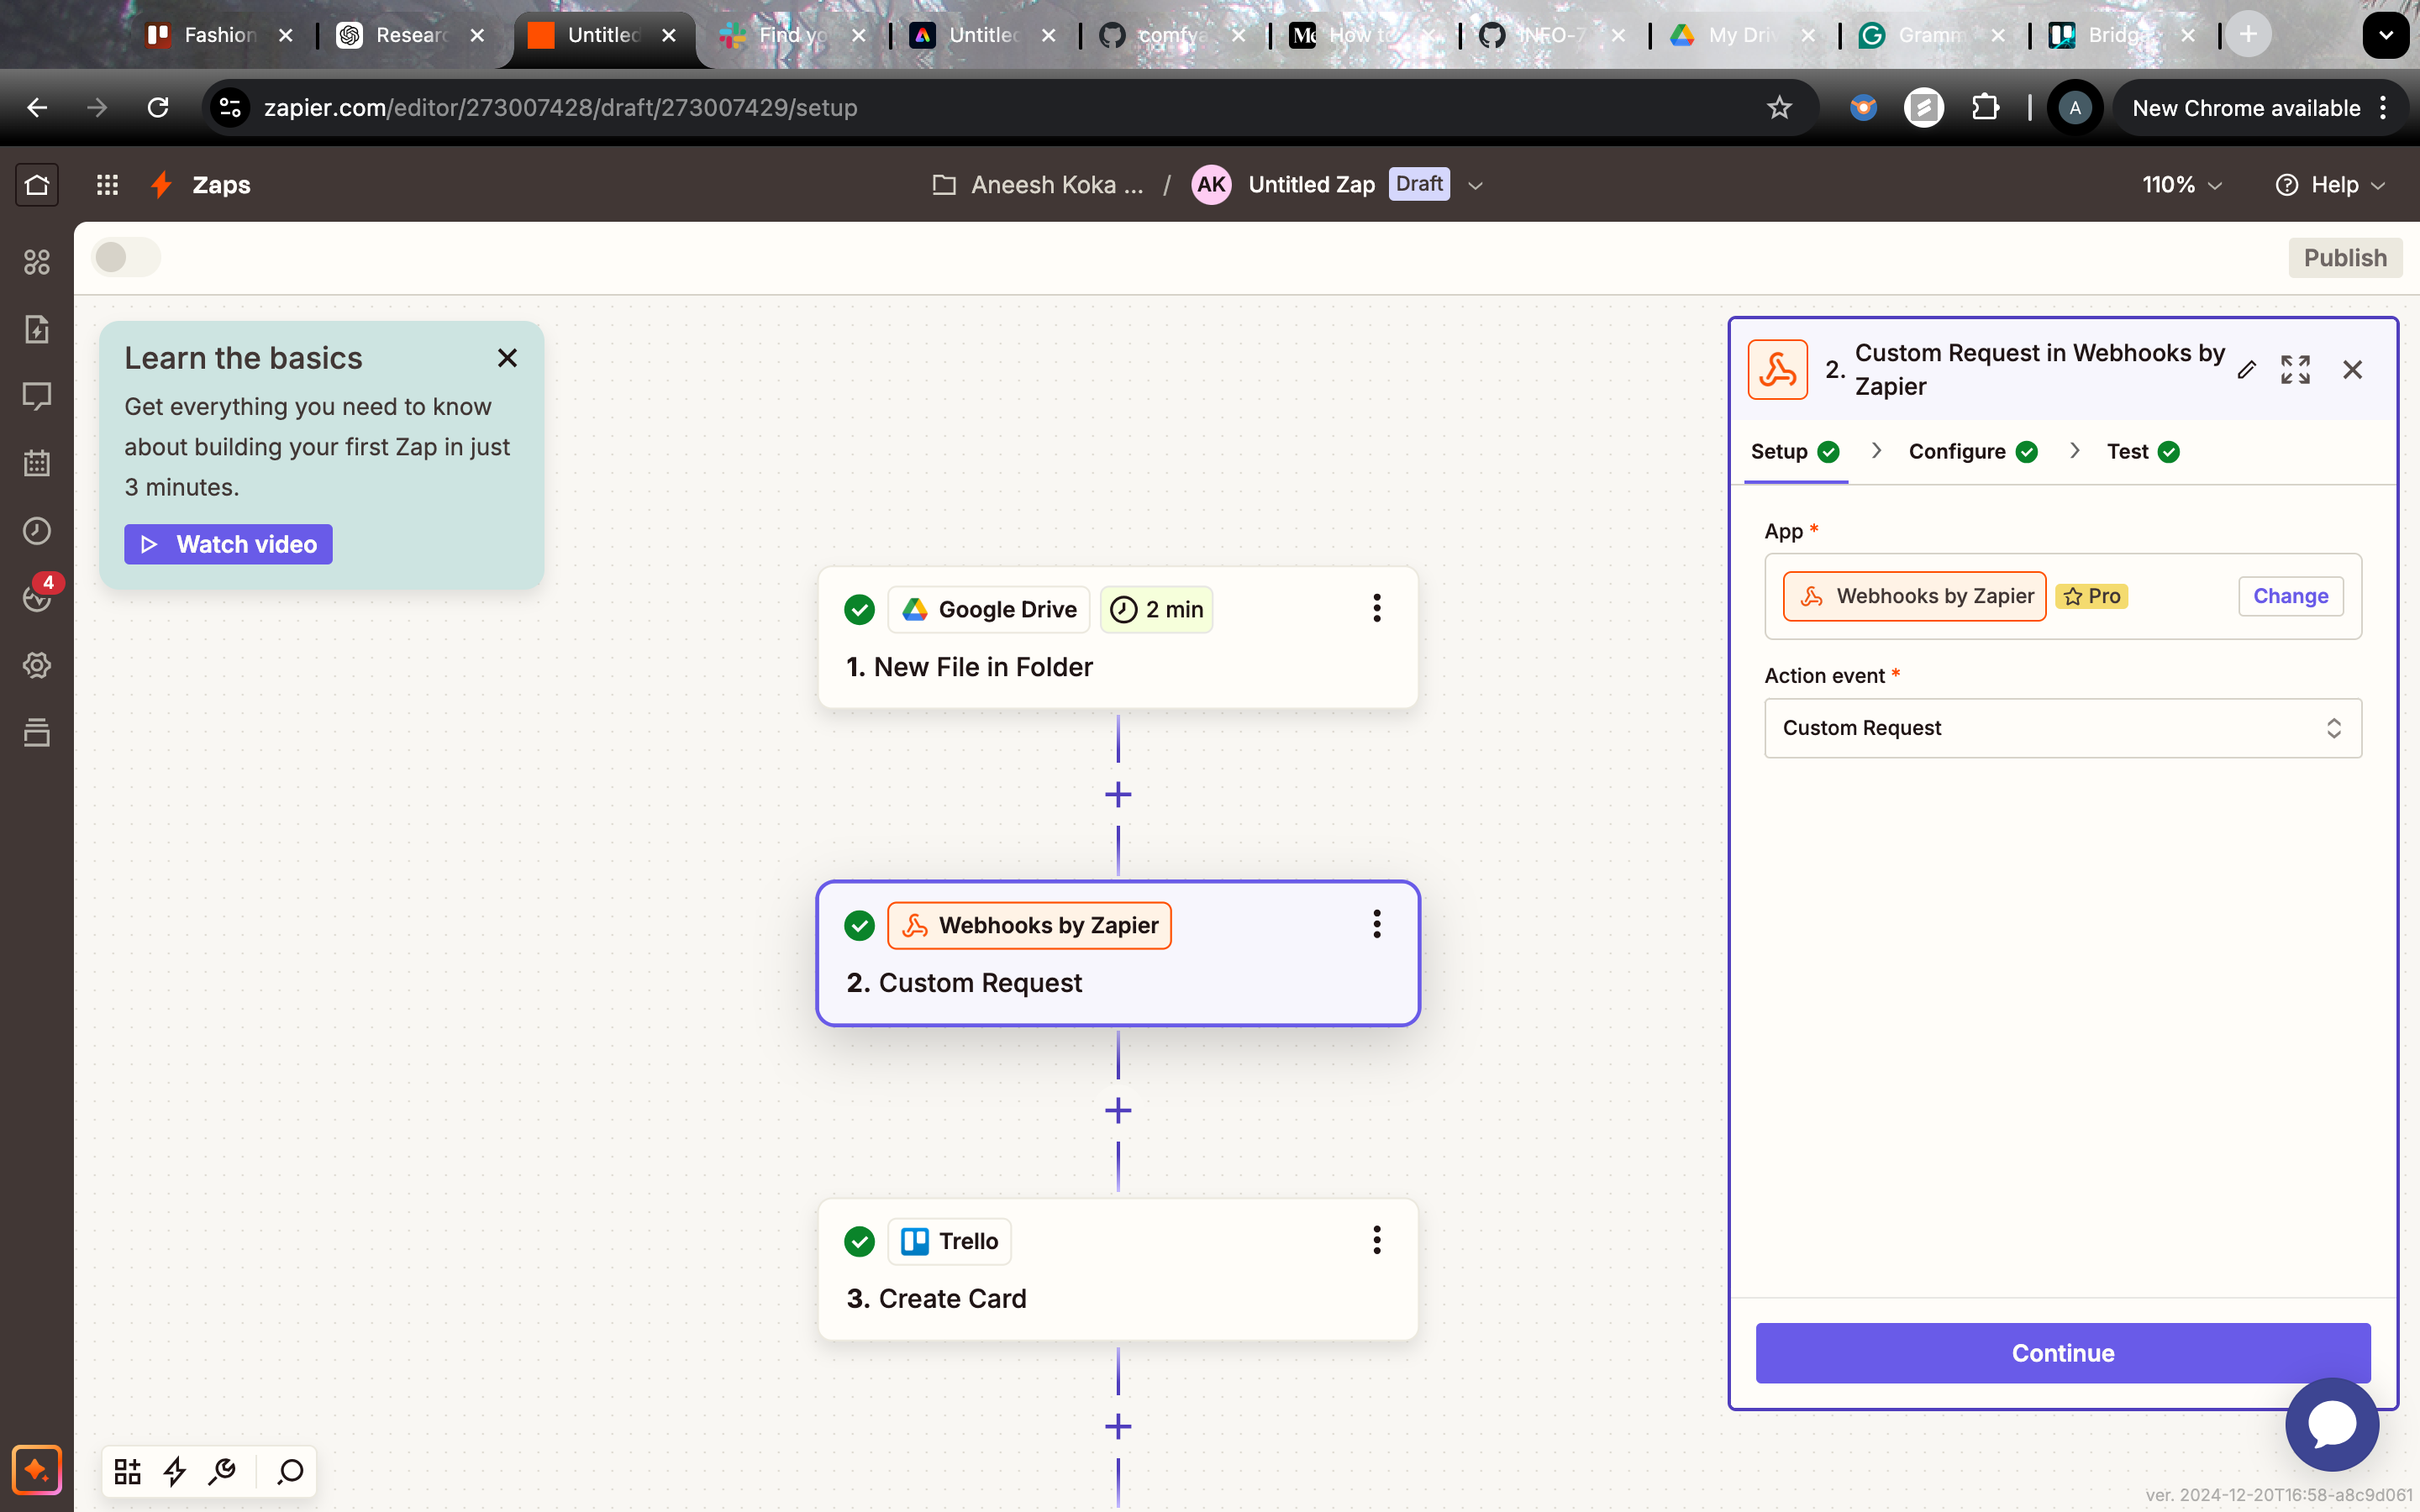 Fashion
Resear
Untitled
Find yo
Untitled
comfya
Me
How to
INFO-7
My Driv
Gramm
Bridg
zapier.com/editor/273007428/draft/273007429/setup
A
New Chrome available
Zaps
Aneesh Koka ... / AK Untitled Zap Draft
110%
Help
Publish
Learn the basics
Get everything you need to know
about building your first Zap in just
3 minutes.
Watch video
4
Google Drive
2 min
1. New File in Folder
Webhooks by Zapier
2. Custom Request
Trello
3. Create Card
2. Custom Request in Webhooks by
Zapier
Setup
Configure
Test
App *
Webhooks by Zapier
Pro
Change
Action event *
Custom Request
Continue
ver. 2024-12-20T16:58-a8c9d061